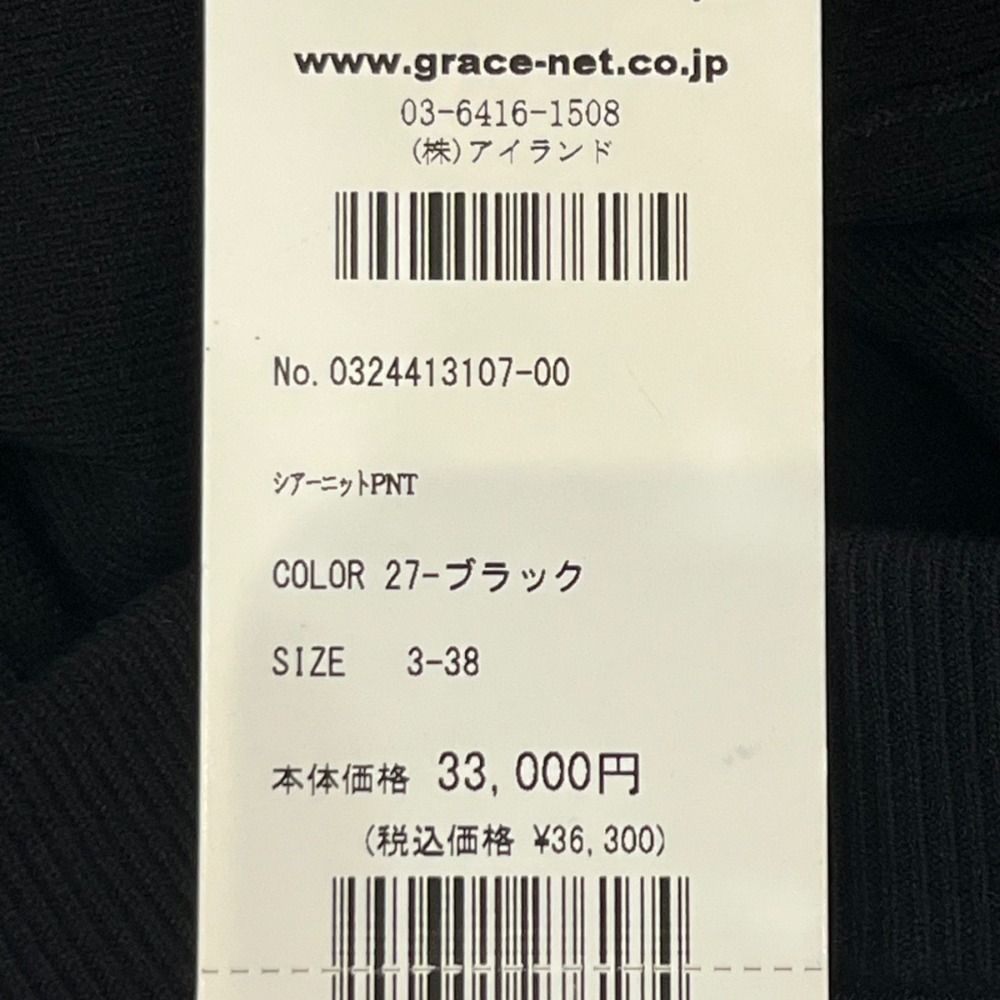 www.grace-net.co.jp
03-6416-1508
(株)アイランド
No.0324413107-00
シアーニットPNT
COLOR 27-ブラック
SIZE 3-38
本体価格 33,000円
(税込価格 ¥36,300)